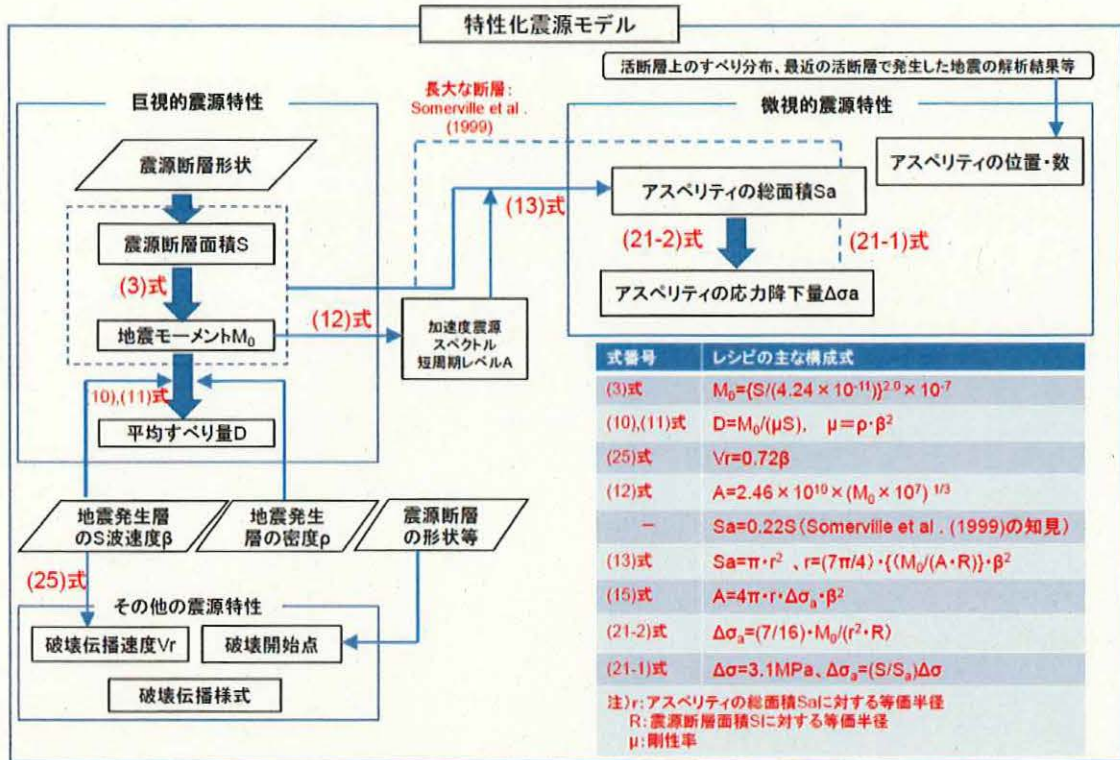 特性化震源モデル
活断層上のすべり分布、最近の活断層で発生した地震の解析結果等
巨視的震源特性
長大な断層:
Somerville et al .
(1999)
微視的震源特性
震源断層形状
アスペリティの位置・数
アスペリティの総面積Sa
(13)式
震源断層面積S
(21-2)式
(21-1)式
(3)式
アスペリティの応力降下量Δσa
地震モーメントM₀
(12)式
加速度震源
スペクトル
短周期レベルA
10),(11)式
平均すべり量D
地震発生層
のS波速度β
地震発生
層の密度ρ
震源断層
の形状等
(25)式
その他の震源特性
破壊伝播速度Vr
破壊開始点
破壊伝播様式
式番号 レシピの主な構成式
(3)式 M₀={S/(4.24×10⁻¹¹)}²·⁰×10⁻⁷
(10),(11)式 D=M₀/(μS)、 μ=ρ・β²
(25)式 Vr=0.72β
(12)式 A=2.46×10¹⁰×(M₀×10⁷)¹/³
− Sa=0.22S(Somerville et al . (1999)の知見)
(13)式 Sa=π・r² 、r=(7π/4)・{(M₀/(A・R)}・β²
(15)式 A=4π・r・Δσₐ・β²
(21-2)式 Δσₐ=(7/16)・M₀/(r²・R)
(21-1)式 Δσ=3.1MPa、Δσₐ=(S/Sₐ)Δσ
注)r:アスペリティの総面積Saに対する等価半径
R:震源断層面積Sに対する等価半径
μ:剛性率